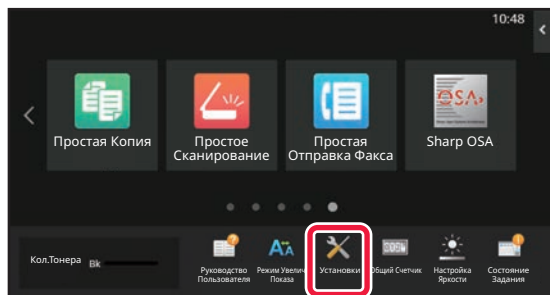 10:48
Простая Копия
Простое
Сканирование
Простая
Отправка Факса
OSA
Sharp OSA
Кол.Тонера Bk
Руководство
Пользователя
Режим Увелич
Показа
Установки
Общий Счетчик
Настройка
Яркости
Состояние
Задания